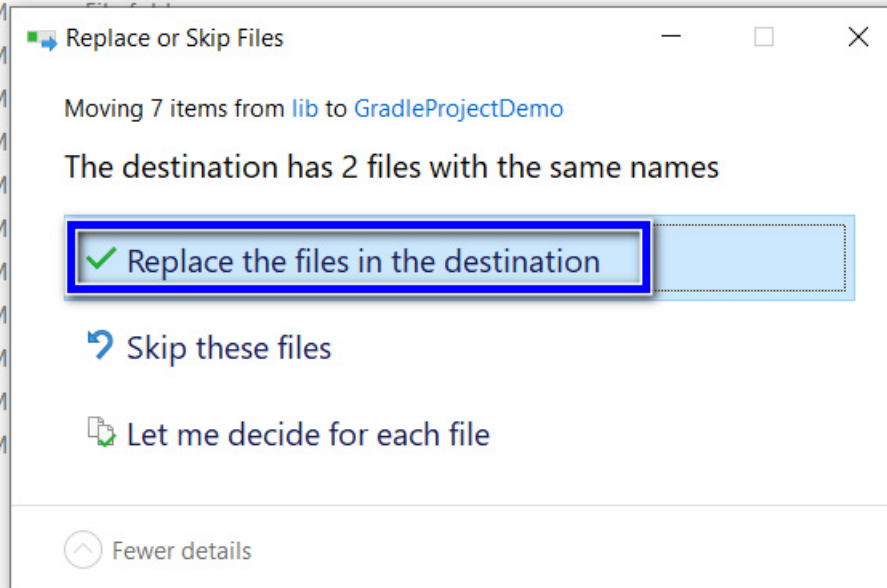 Replace or Skip Files
Moving 7 items from lib to GradleProjectDemo
The destination has 2 files with the same names
Replace the files in the destination
Skip these files
Let me decide for each file
Fewer details